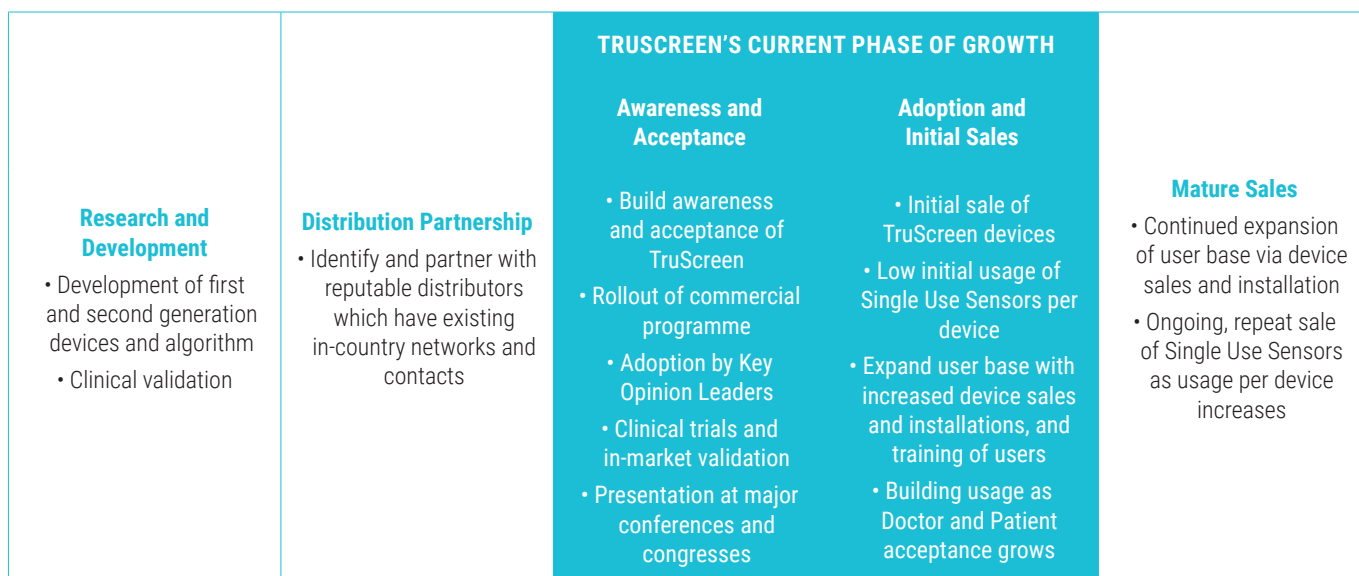 Research and
Development
• Development of first
and second generation
devices and algorithm
• Clinical validation
Distribution Partnership
• Identify and partner with
reputable distributors
which have existing
in-country networks and
contacts
TRUSCREEN'S CURRENT PHASE OF GROWTH
Awareness and
Acceptance
• Build awareness
and acceptance of
TruScreen
• Rollout of commercial
programme
• Adoption by Key
Opinion Leaders
• Clinical trials and
in-market validation
• Presentation at major
conferences and
congresses
Adoption and
Initial Sales
• Initial sale of
TruScreen devices
• Low initial usage of
Single Use Sensors per
device
• Expand user base with
increased device sales
and installations, and
training of users
• Building usage as
Doctor and Patient
acceptance grows
Mature Sales
• Continued expansion
of user base via device
sales and installation
• Ongoing, repeat sale
of Single Use Sensors
as usage per device
increases